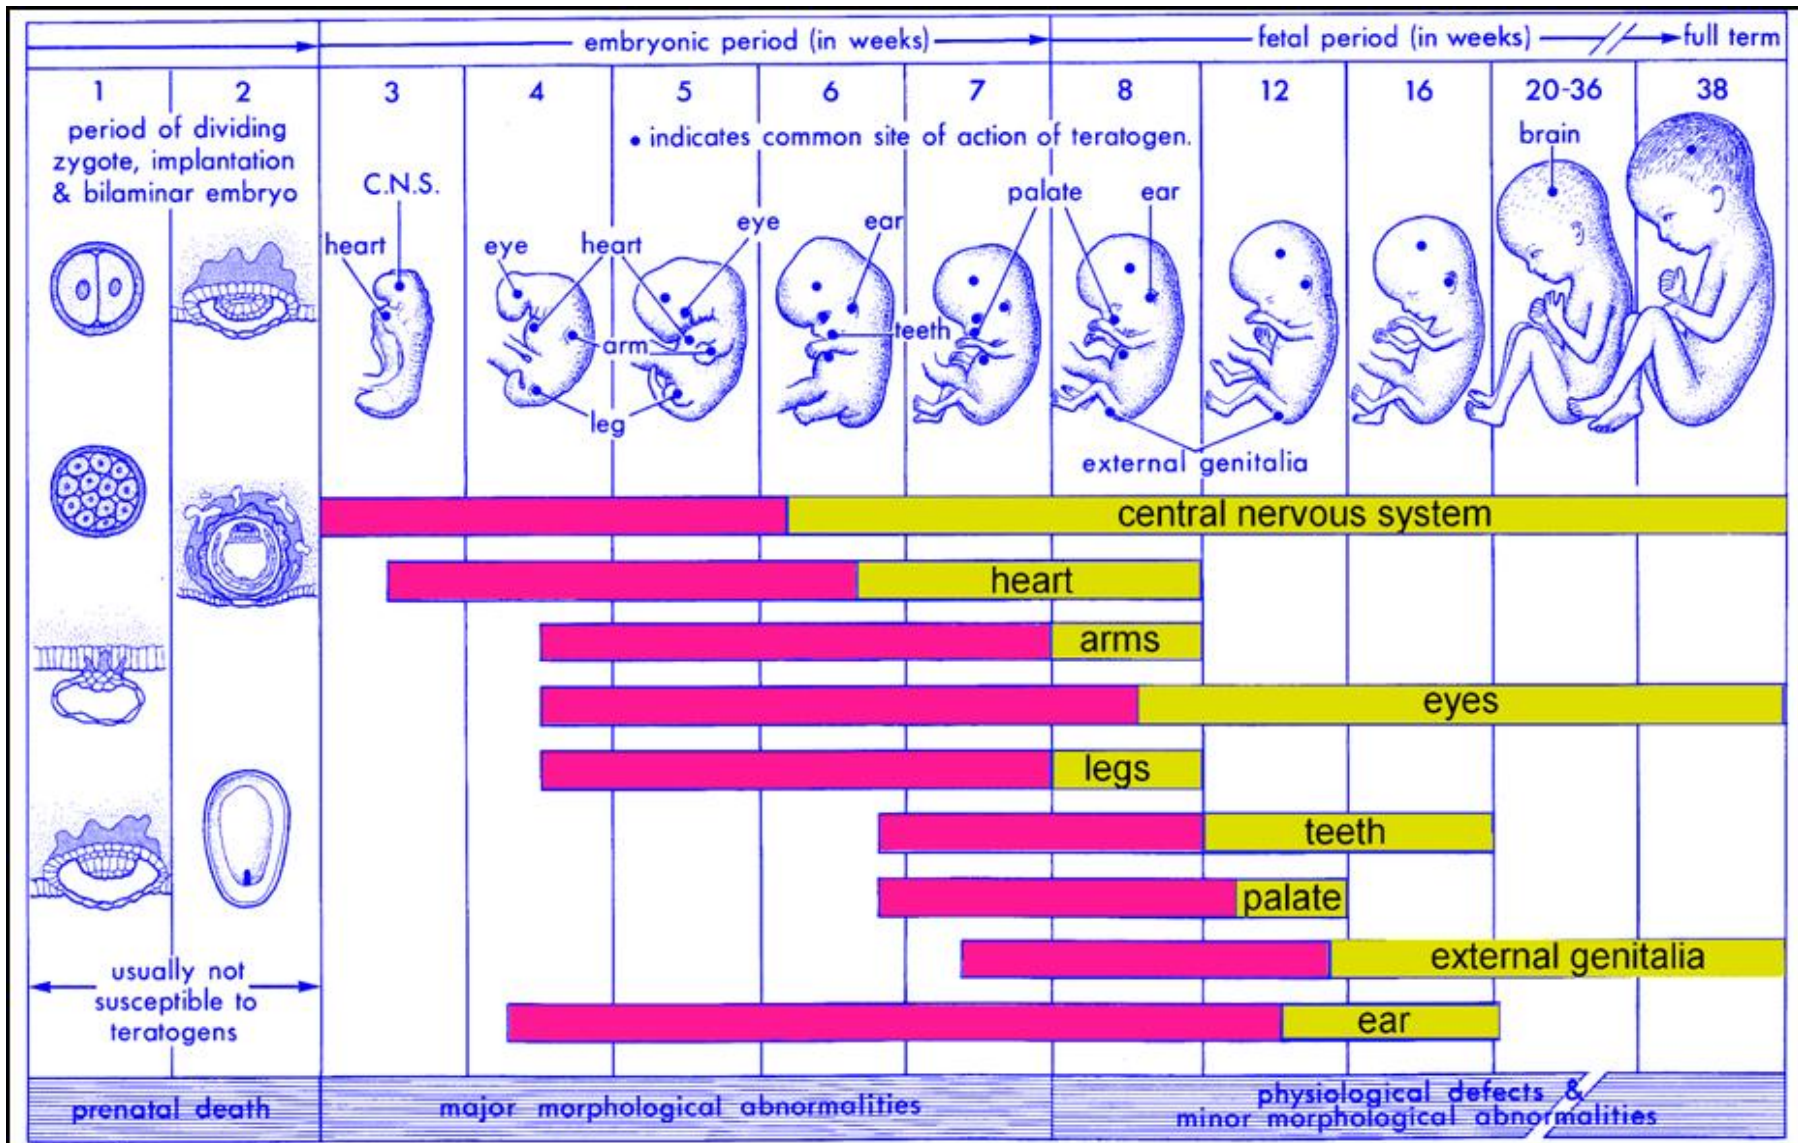 embryonic period (in weeks)
fetal period (in weeks)
full term
1
2
3
4
5
6
7
8
12
16
20-36
38
period of dividing
zygote, implantation
& bilaminar embryo
• indicates common site of action of teratogen.
C.N.S.
heart
eye
heart
eye
ear
palate
ear
brain
arm
teeth
leg
external genitalia
central nervous system
heart
arms
eyes
legs
teeth
palate
external genitalia
ear
usually not
susceptible to
teratogens
prenatal death
major morphological abnormalities
physiological defects &
minor morphological abnormalities